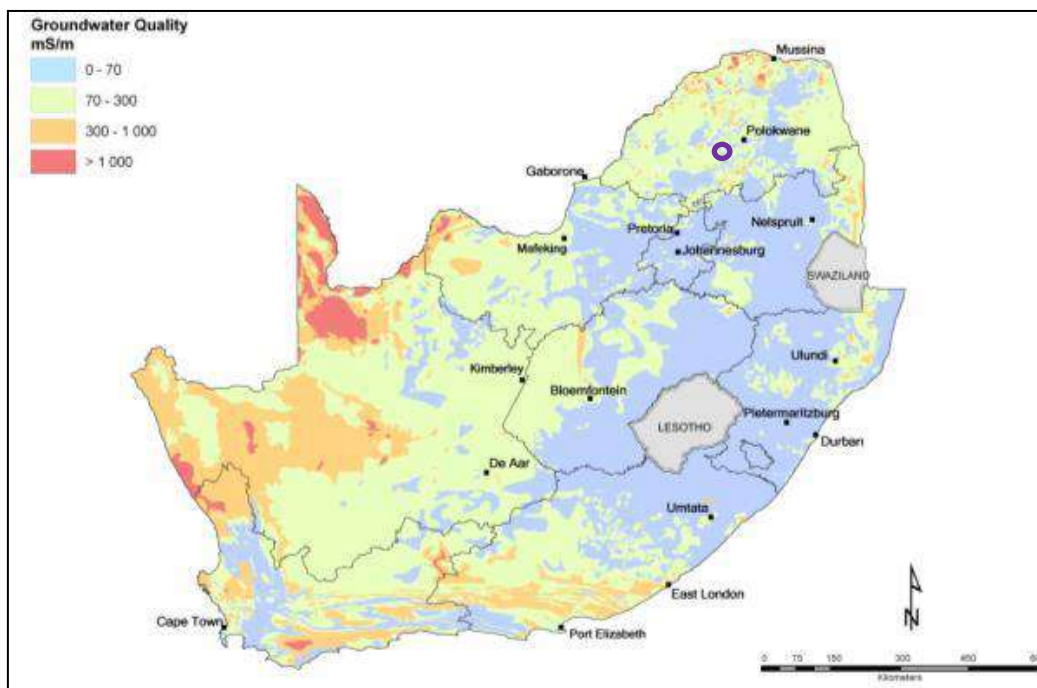 Groundwater Quality
mS/m
0 - 70
70 - 300
300 - 1 000
> 1 000
Mussina
Polokwane
Gaborone
Nelspruit
Pretoria
Mafeking
Johannesburg
SWAZILAND
Ulundi
Kimberley
Bloemfontein
Pietermaritzburg
LESOTHO
Durban
De Aar
Umtata
East London
Cape Town
Port Elizabeth
N
0 75 150 300 450 600
Kilometers